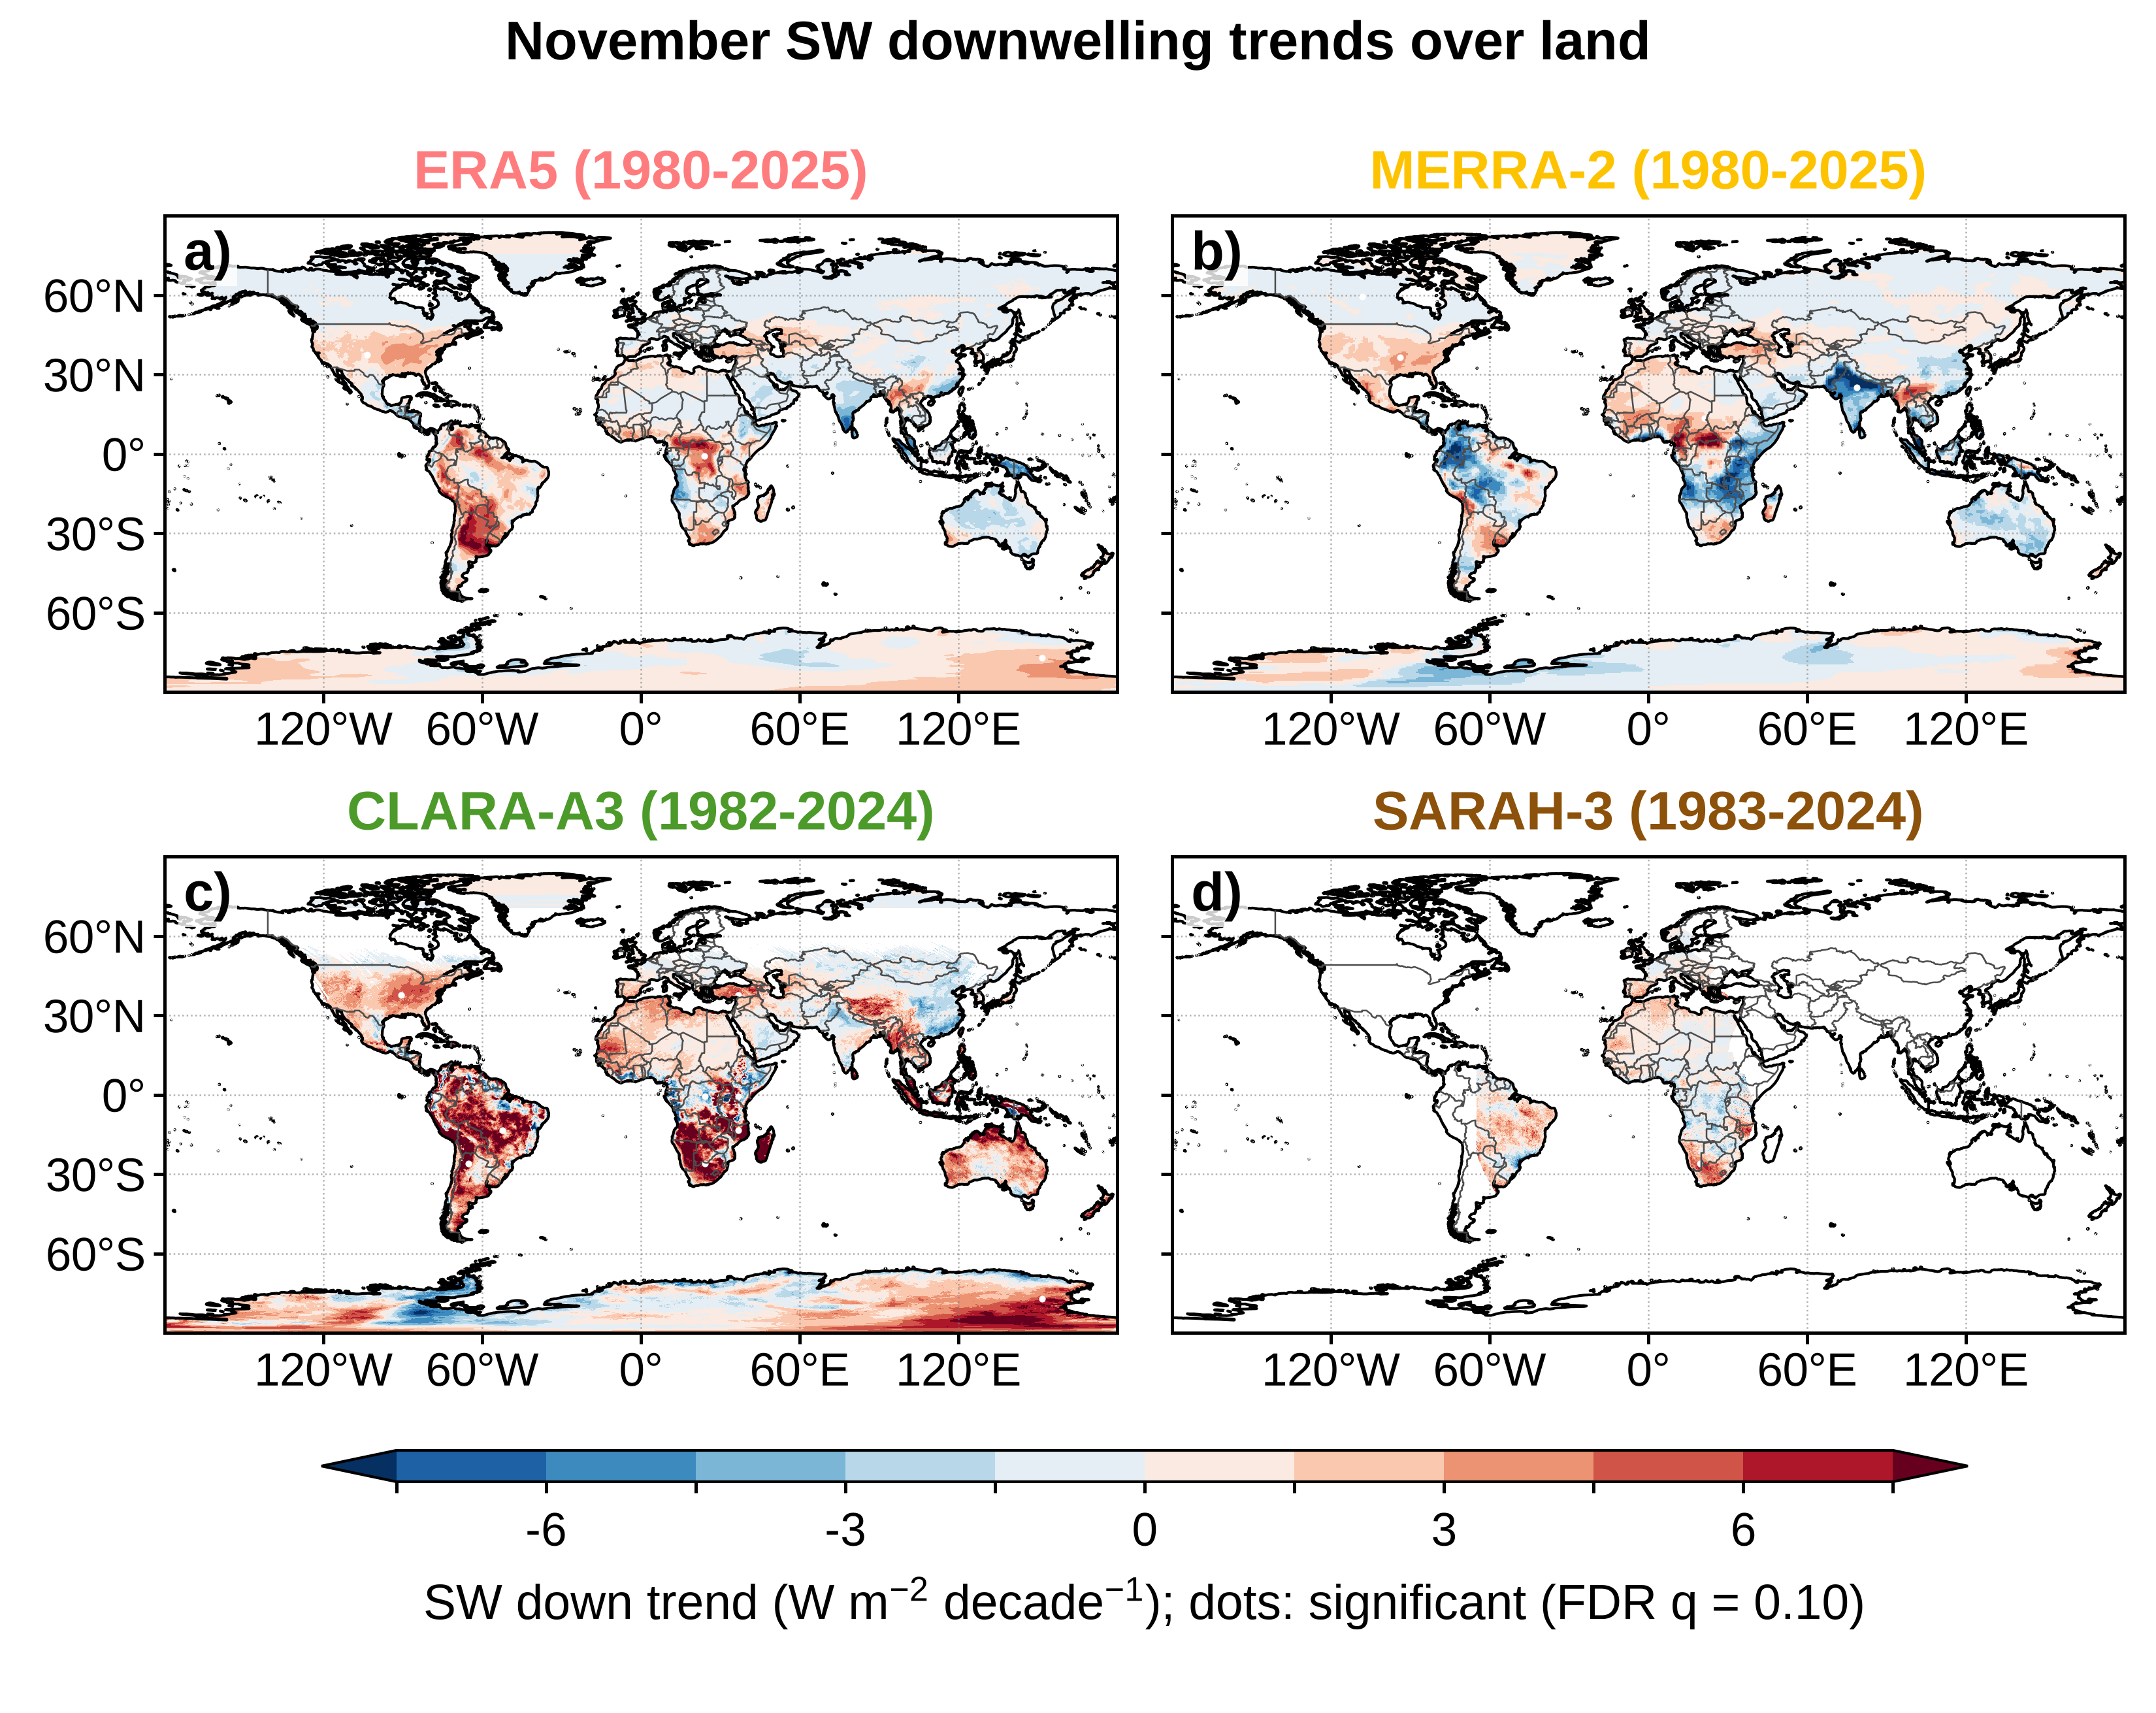 November SW downwelling trends over land
ERA5 (1980-2025)
MERRA-2 (1980-2025)
a)
b)
60°N
30°N
0°
30°S
60°S
120°W 60°W 0° 60°E 120°E
120°W 60°W 0° 60°E 120°E
CLARA-A3 (1982-2024)
SARAH-3 (1983-2024)
c)
d)
60°N
30°N
0°
30°S
60°S
120°W 60°W 0° 60°E 120°E
120°W 60°W 0° 60°E 120°E
-6 -3 0 3 6
SW down trend (W m⁻² decade⁻¹); dots: significant (FDR q = 0.10)